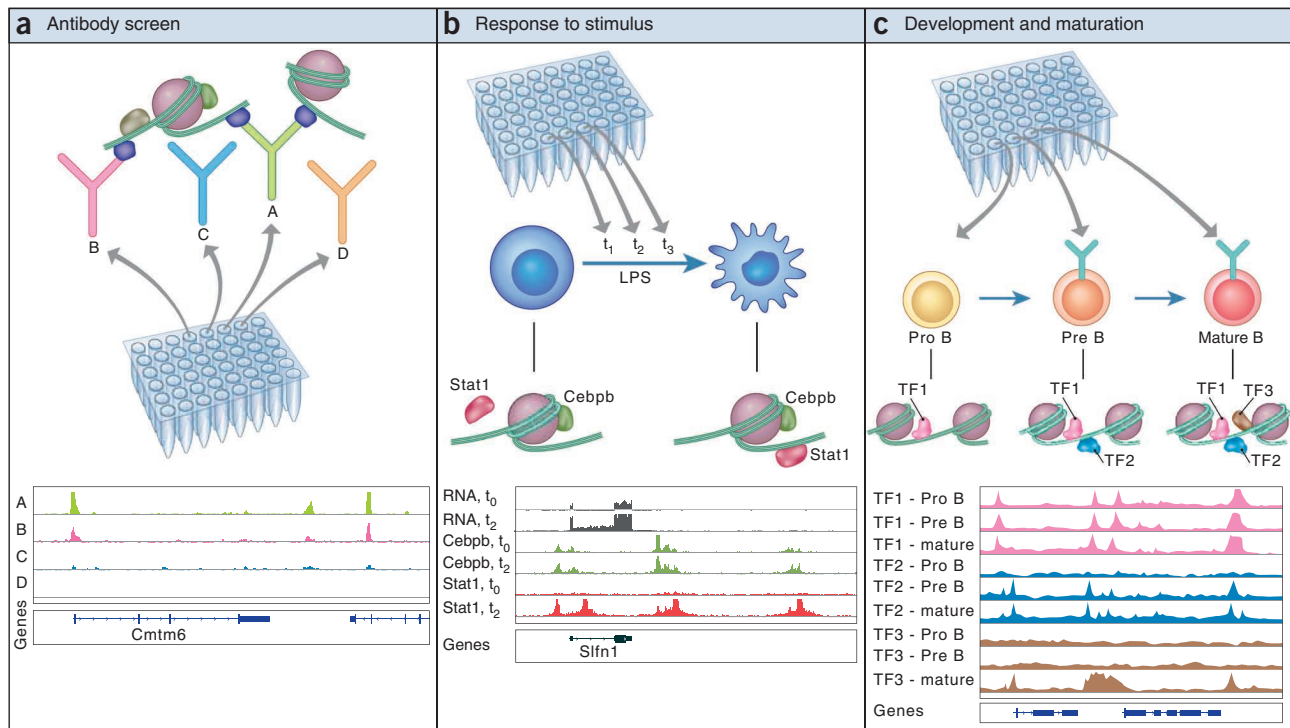 a Antibody screen
B
C
A
D
A
B
C
D
Genes
Cmtm6
b Response to stimulus
t1 t2 t3
LPS
Stat1
Cebpb
Cebpb
Stat1
RNA, t0
RNA, t2
Cebpb, t0
Cebpb, t2
Stat1, t0
Stat1, t2
Genes
Slfn1
c Development and maturation
Pro B Pre B Mature B
TF1 TF1 TF1 TF3
TF2 TF2
TF1 - Pro B
TF1 - Pre B
TF1 - mature
TF2 - Pro B
TF2 - Pre B
TF2 - mature
TF3 - Pro B
TF3 - Pre B
TF3 - mature
Genes